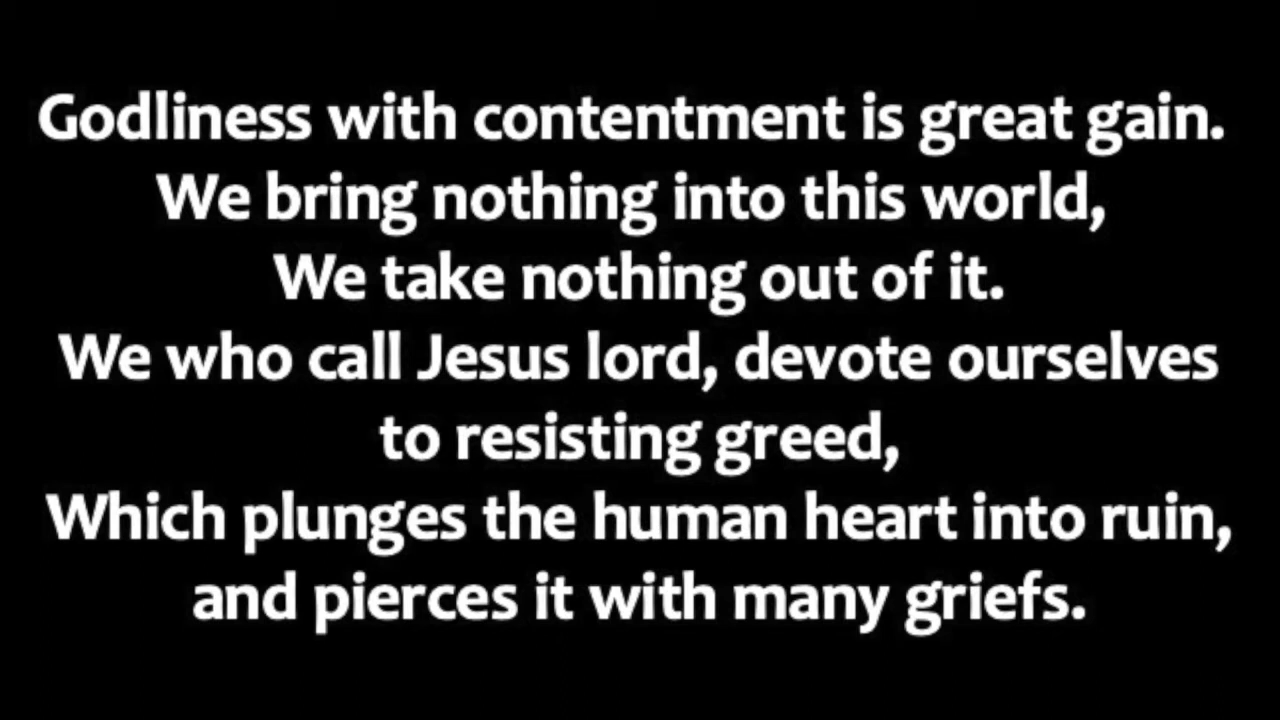 Godliness with contentment is great gain.
We bring nothing into this world,
We take nothing out of it.
We who call Jesus lord, devote ourselves
to resisting greed,
Which plunges the human heart into ruin,
and pierces it with many griefs.